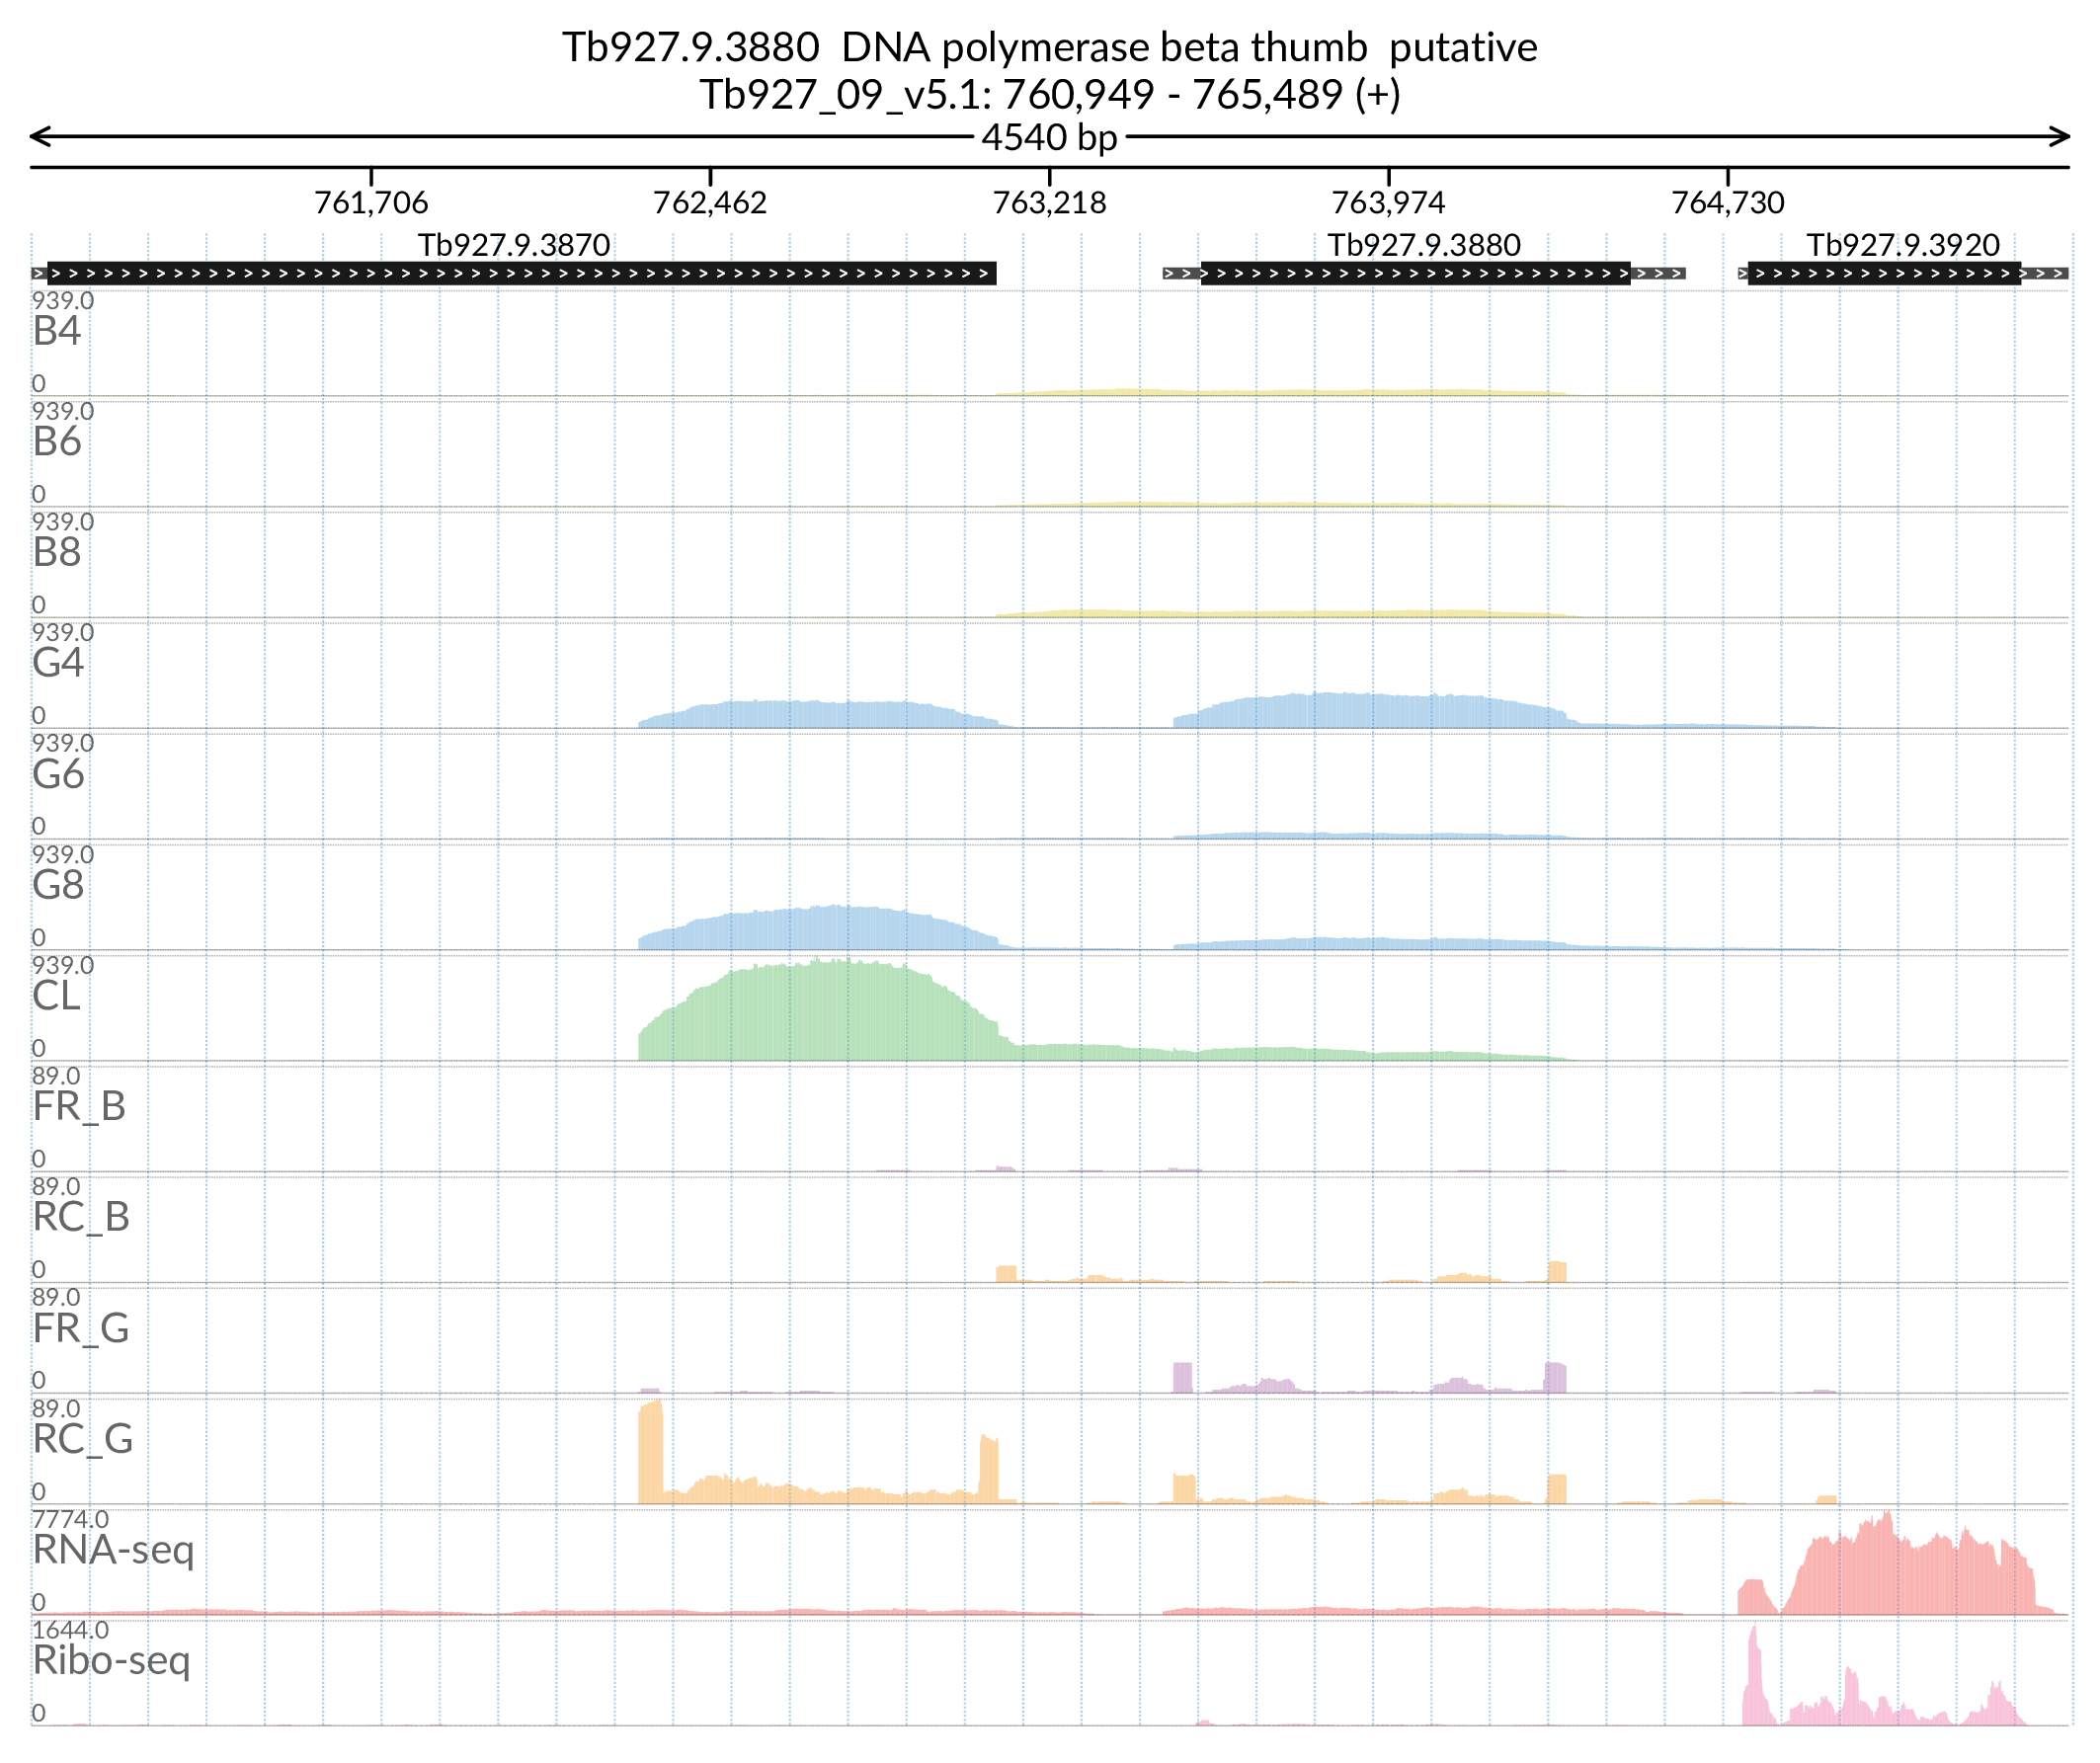 Tb927.9.3880  DNA polymerase beta thumb  putative
Tb927_09_v5.1: 760,949 - 765,489 (+)
4540 bp
761,706 762,462 763,218 763,974 764,730
Tb927.9.3870 Tb927.9.3880 Tb927.9.3920
939.0
B4
0
939.0
B6
0
939.0
B8
0
939.0
G4
0
939.0
G6
0
939.0
G8
0
939.0
CL
0
89.0
FR_B
0
89.0
RC_B
0
89.0
FR_G
0
89.0
RC_G
0
7774.0
RNA-seq
0
1644.0
Ribo-seq
0